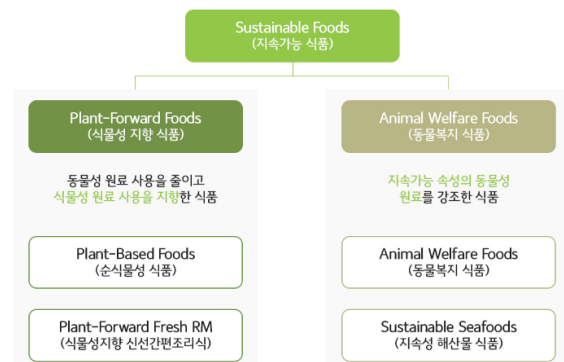 Sustainable Foods
(지속가능 식품)
Plant-Forward Foods
(식물성 지향 식품)
동물성 원료 사용을 줄이고
식물성 원료 사용을 지향한 식품
Plant-Based Foods
(순식물성 식품)
Plant-Forward Fresh RM
(식물성지향 신선간편조리식)
Animal Welfare Foods
(동물복지 식품)
지속가능 속성의 동물성
원료를 강조한 식품
Animal Welfare Foods
(동물복지 식품)
Sustainable Seafoods
(지속성 해산물 식품)